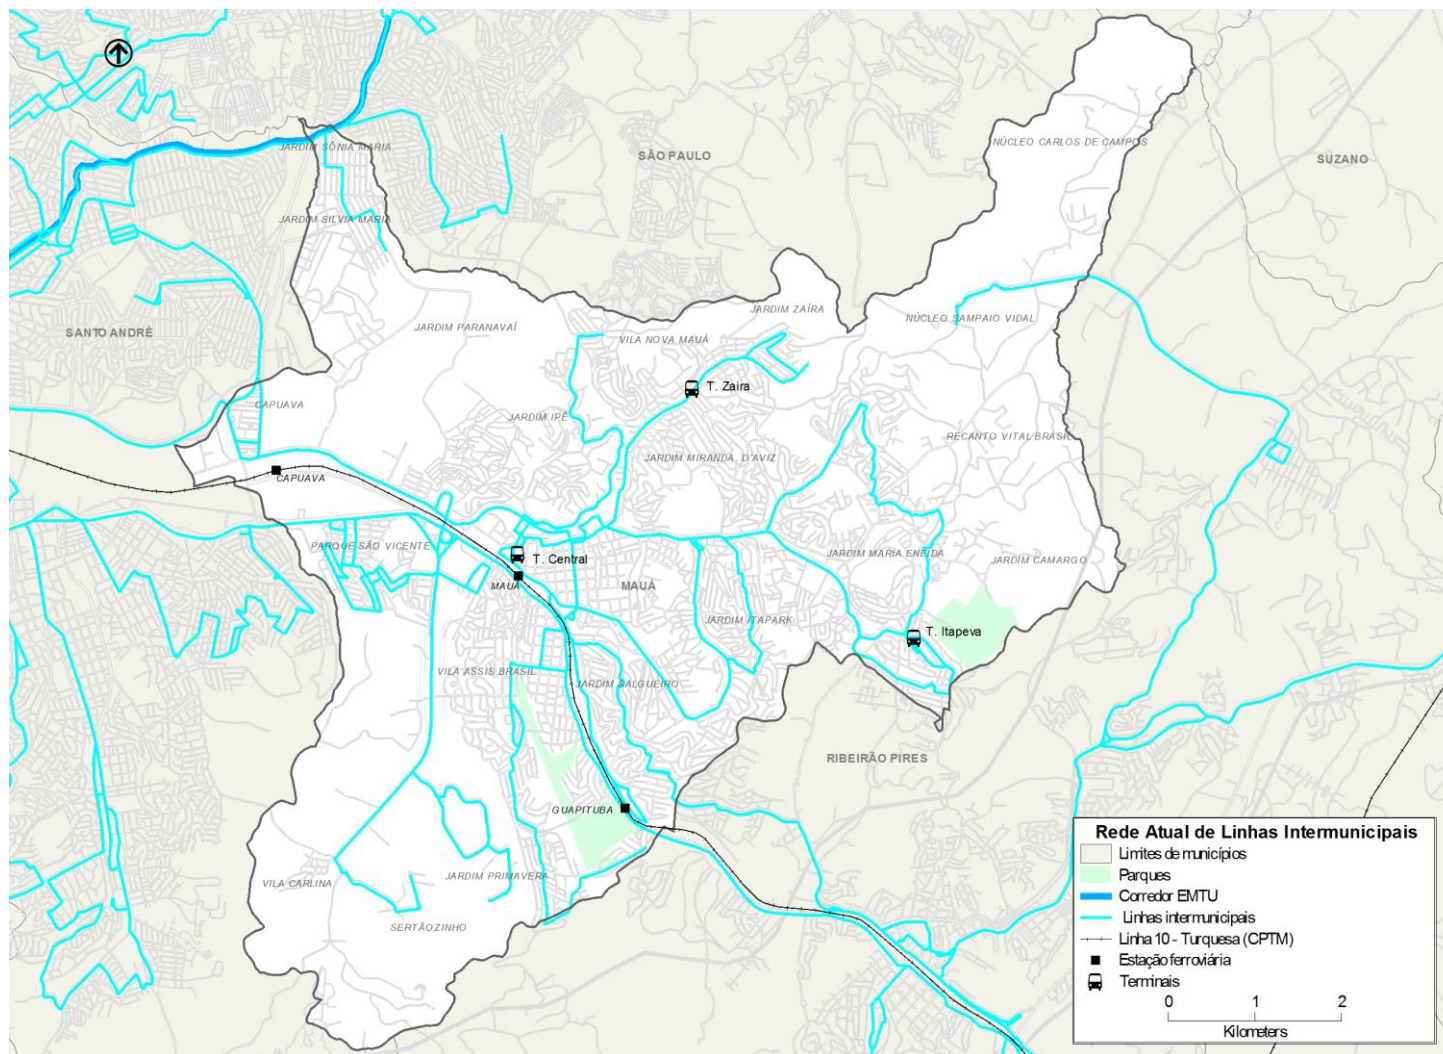 JARDIM SÔNIA MARIA
SÃO PAULO
NÚCLEO CARLOS DE CAMPOS
SUZANO
JARDIM SILVIA MARIA
SANTO ANDRÉ
JARDIM PARANAVAÍ
JARDIM ZAÍRA
NÚCLEO SAMPAIO VIDAL
VILA NOVA MAUÁ
T. Zaira
CAPUAVA
JARDIM IPÊ
RECANTO VITAL BRASIL
JARDIM MIRANDA D'AVIZ
CAPUAVA
PARQUE SÃO VICENTE
T. Central
JARDIM MARIA ENEIDA
JARDIM CAMARGO
MAUÁ
MAUÁ
JARDIM ITAPARK
T. Itapeva
VILA ASSIS BRASIL
JARDIM SALGUEIRO
RIBEIRÃO PIRES
GUAPITUBA
JARDIM PRIMAVERA
VILA CARLINA
SERTÃOZINHO
Rede Atual de Linhas Intermunicipais
Limites de municípios
Parques
Corredor EMTU
Linhas intermunicipais
Linha 10 - Turquesa (CPTM)
Estação ferroviária
Terminais
0 1 2
Kilometers